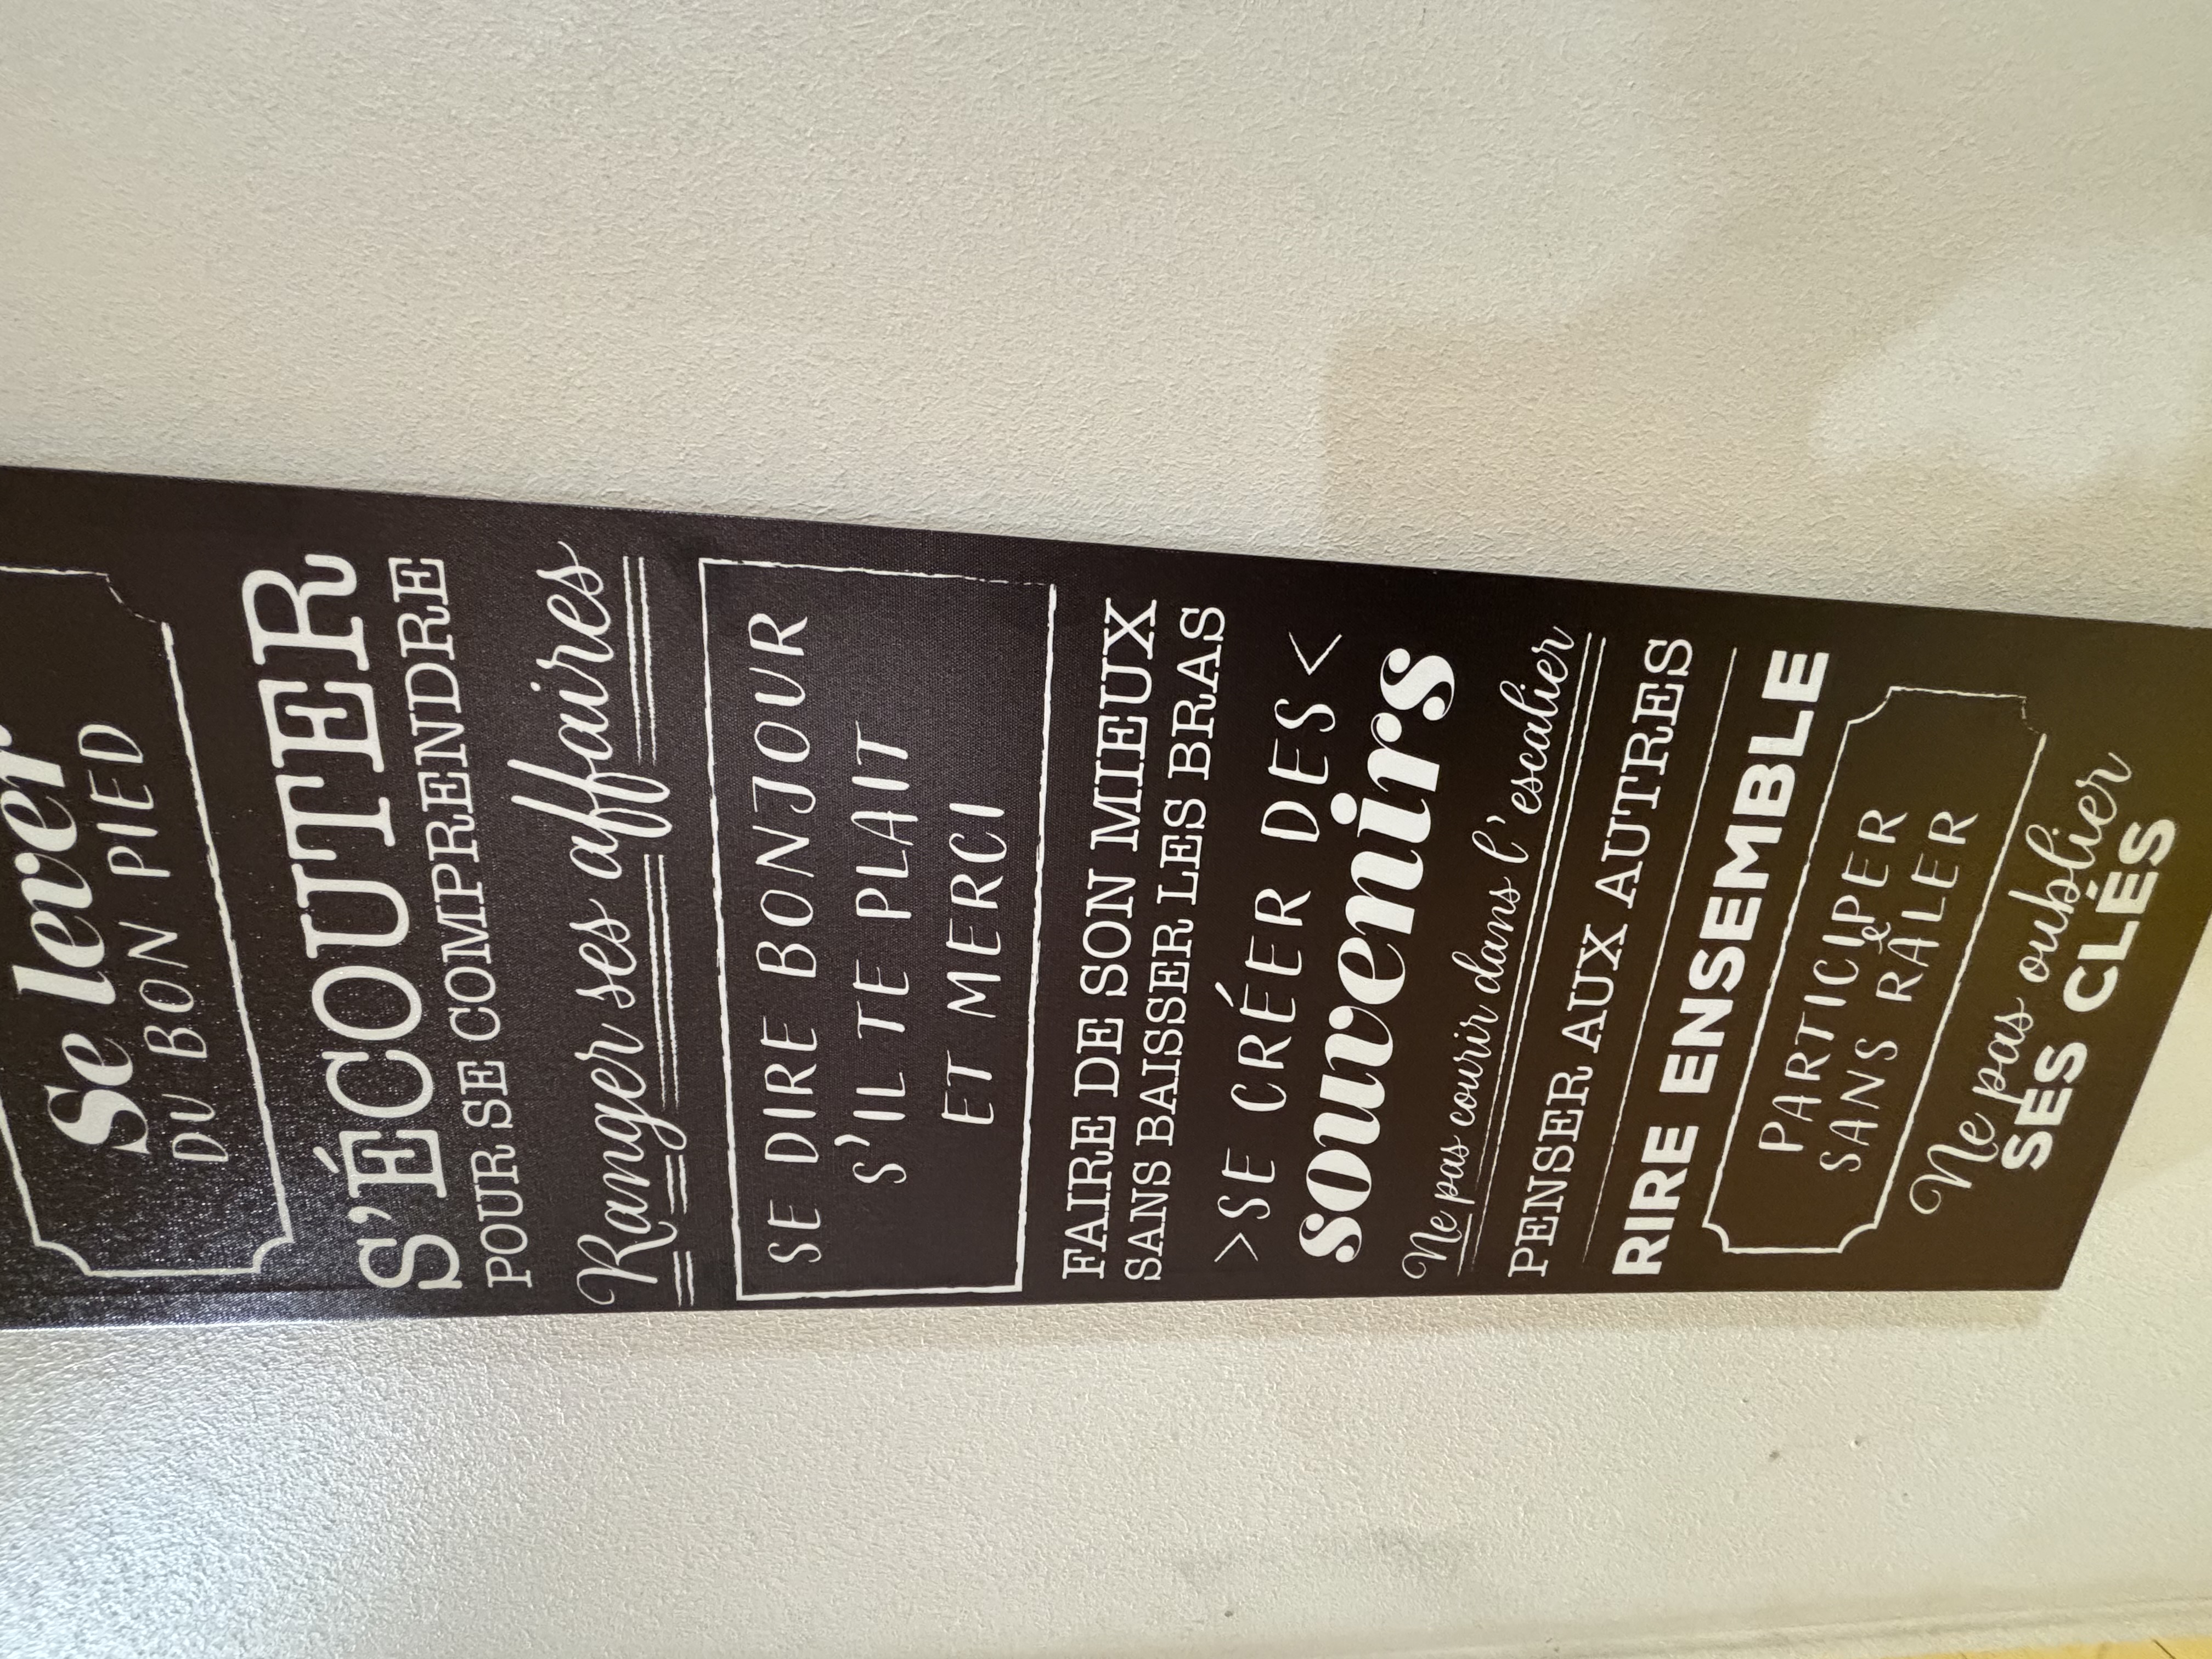 Se lever
DU BON PIED
S'ÉCOUTER
POUR SE COMPRENDRE
Ranger ses affaires
SE DIRE BONJOUR
S'IL TE PLAIT
ET MERCI
FAIRE DE SON MIEUX
SANS BAISSER LES BRAS
>SE CRÉER DES<
souvenirs
Ne pas courir dans l'escalier
PENSER AUX AUTRES
RIRE ENSEMBLE
PARTICIPER
&
SANS RÂLER
Ne pas oublier
SES CLÉS